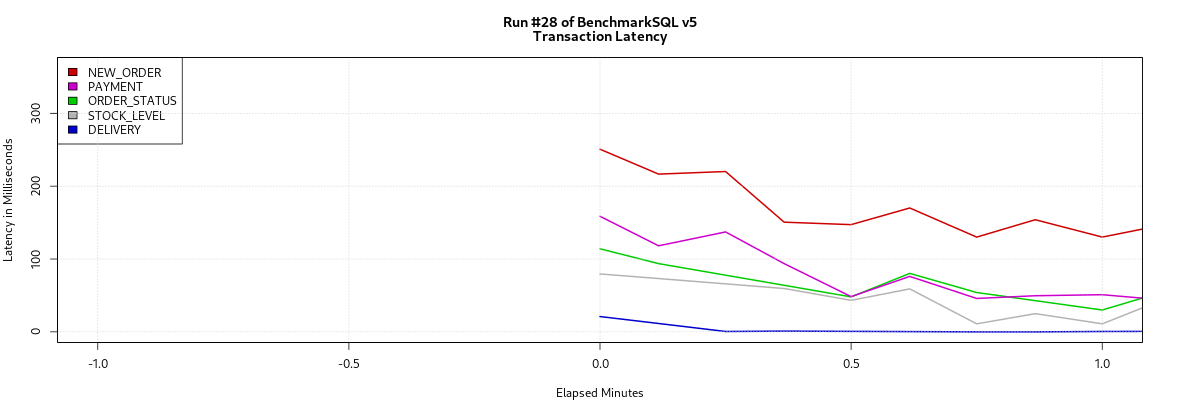 Run #28 of BenchmarkSQL v5
Transaction Latency
NEW_ORDER
PAYMENT
ORDER_STATUS
STOCK_LEVEL
DELIVERY
Latency in Milliseconds
300
200
100
0
-1.0 -0.5 0.0 0.5 1.0
Elapsed Minutes